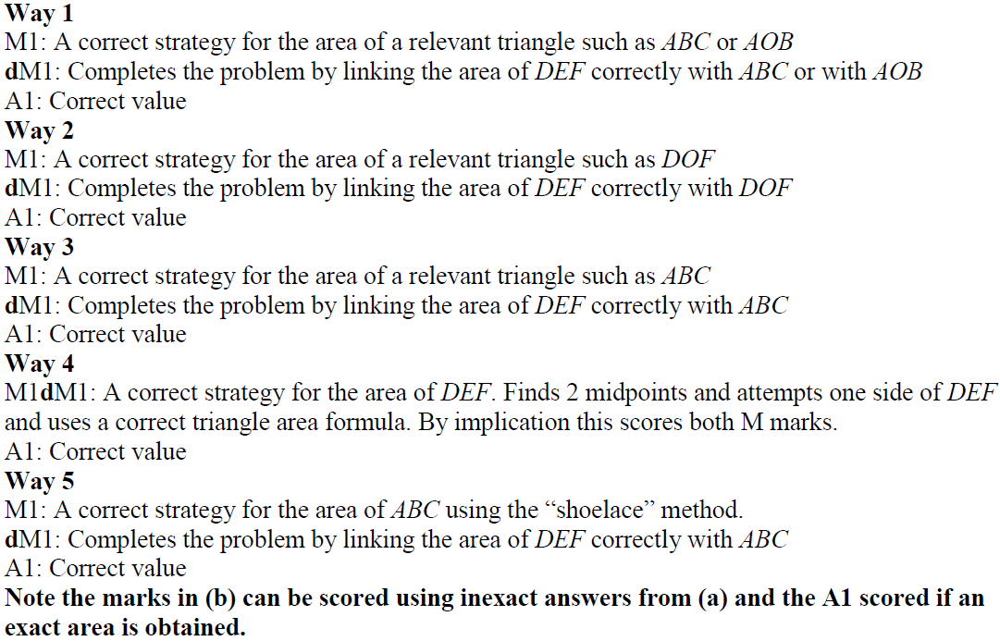 Way 1
M1: A correct strategy for the area of a relevant triangle such as ABC or AOB
dM1: Completes the problem by linking the area of DEF correctly with ABC or with AOB
A1: Correct value
Way 2
M1: A correct strategy for the area of a relevant triangle such as DOF
dM1: Completes the problem by linking the area of DEF correctly with DOF
A1: Correct value
Way 3
M1: A correct strategy for the area of a relevant triangle such as ABC
dM1: Completes the problem by linking the area of DEF correctly with ABC
A1: Correct value
Way 4
M1dM1: A correct strategy for the area of DEF. Finds 2 midpoints and attempts one side of DEF
and uses a correct triangle area formula. By implication this scores both M marks.
A1: Correct value
Way 5
M1: A correct strategy for the area of ABC using the “shoelace” method.
dM1: Completes the problem by linking the area of DEF correctly with ABC
A1: Correct value
Note the marks in (b) can be scored using inexact answers from (a) and the A1 scored if an
exact area is obtained.